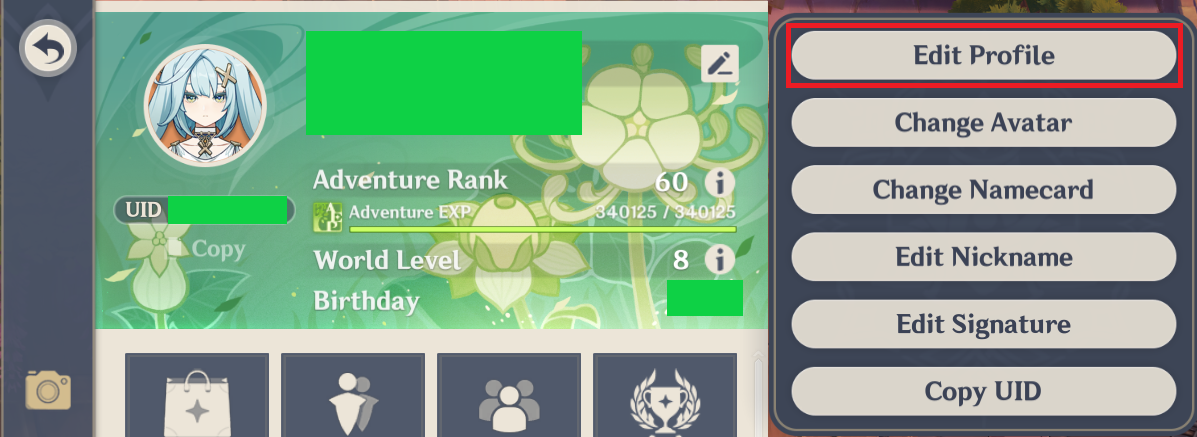 UID
Copy
Adventure Rank 60
Adventure EXP 340125 / 340125
World Level 8
Birthday
Edit Profile
Change Avatar
Change Namecard
Edit Nickname
Edit Signature
Copy UID